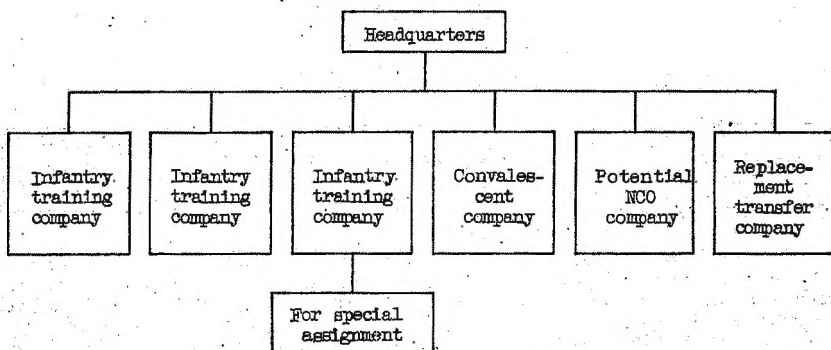 Headquarters
Infantry
training
company
Infantry
training
company
Infantry
training
company
Convales-
cent
company
Potential
NCO
company
Replace-
ment
transfer
company
For special
assignment